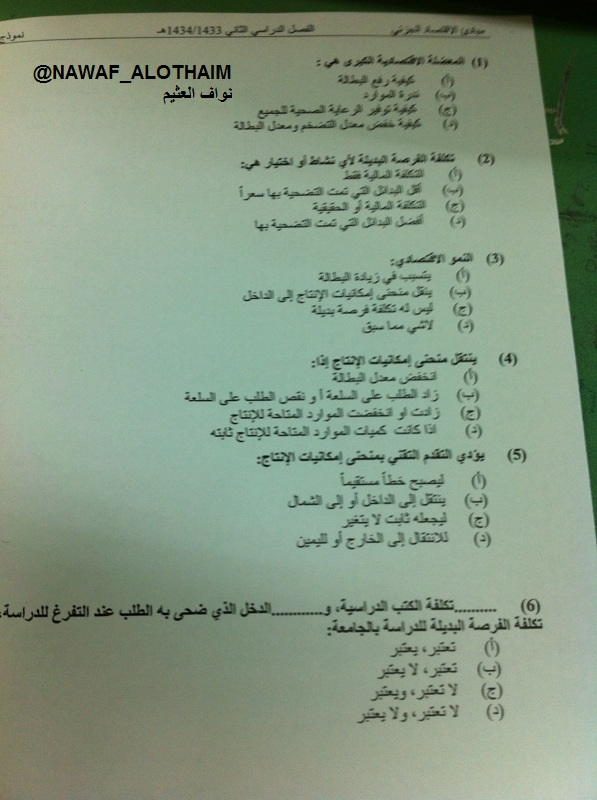 مبادئ الاقتصاد الجزئي الفصل الدراسي الثاني 1434/1433هـ نموذج
@NAWAF_ALOTHAIM
نواف العثيم
(1) المعضلة الاقتصادية الكبرى هي :
(أ) كيفية رفع البطالة
(ب) ندرة الموارد
(ج) كيفية توفير الرعاية الصحية للجميع
(د) كيفية خفض معدل التضخم ومعدل البطالة
(2) تكلفة الفرصة البديلة لأي نشاط أو اختيار هي:
(أ) التكلفة المالية فقط
(ب) أقل البدائل التي تمت التضحية بها سعراً
(ج) التكلفة المالية أو الحقيقية
(د) أفضل البدائل التي تمت التضحية بها
(3) النمو الاقتصادي:
(أ) يتسبب في زيادة البطالة
(ب) ينقل منحنى إمكانيات الإنتاج إلى الداخل
(ج) ليس له تكلفة فرصة بديلة
(د) لاشي مما سبق
(4) ينتقل منحنى إمكانيات الإنتاج إذا:
(أ) انخفض معدل البطالة
(ب) زاد الطلب على السلعة أ و نقص الطلب على السلعة
(ج) زادت او انخفضت الموارد المتاحة للإنتاج
(د) اذا كانت كميات الموارد المتاحة للإنتاج ثابته
(5) يؤدي التقدم التقني بمنحنى إمكانيات الإنتاج:
(أ) ليصبح خطاً مستقيماً
(ب) ينتقل إلى الداخل أو إلى الشمال
(ج) ليجعله ثابت لا يتغير
(د) للانتقال إلى الخارج أو لليمين
(6) ..........تكلفة الكتب الدراسية، و............الدخل الذي ضحى به الطلب عند التفرغ للدراسة،
تكلفة الفرصة البديلة للدراسة بالجامعة:
(أ) تعتبر، يعتبر
(ب) تعتبر، لا يعتبر
(ج) لا تعتبر، ويعتبر
(د) لا تعتبر، ولا يعتبر